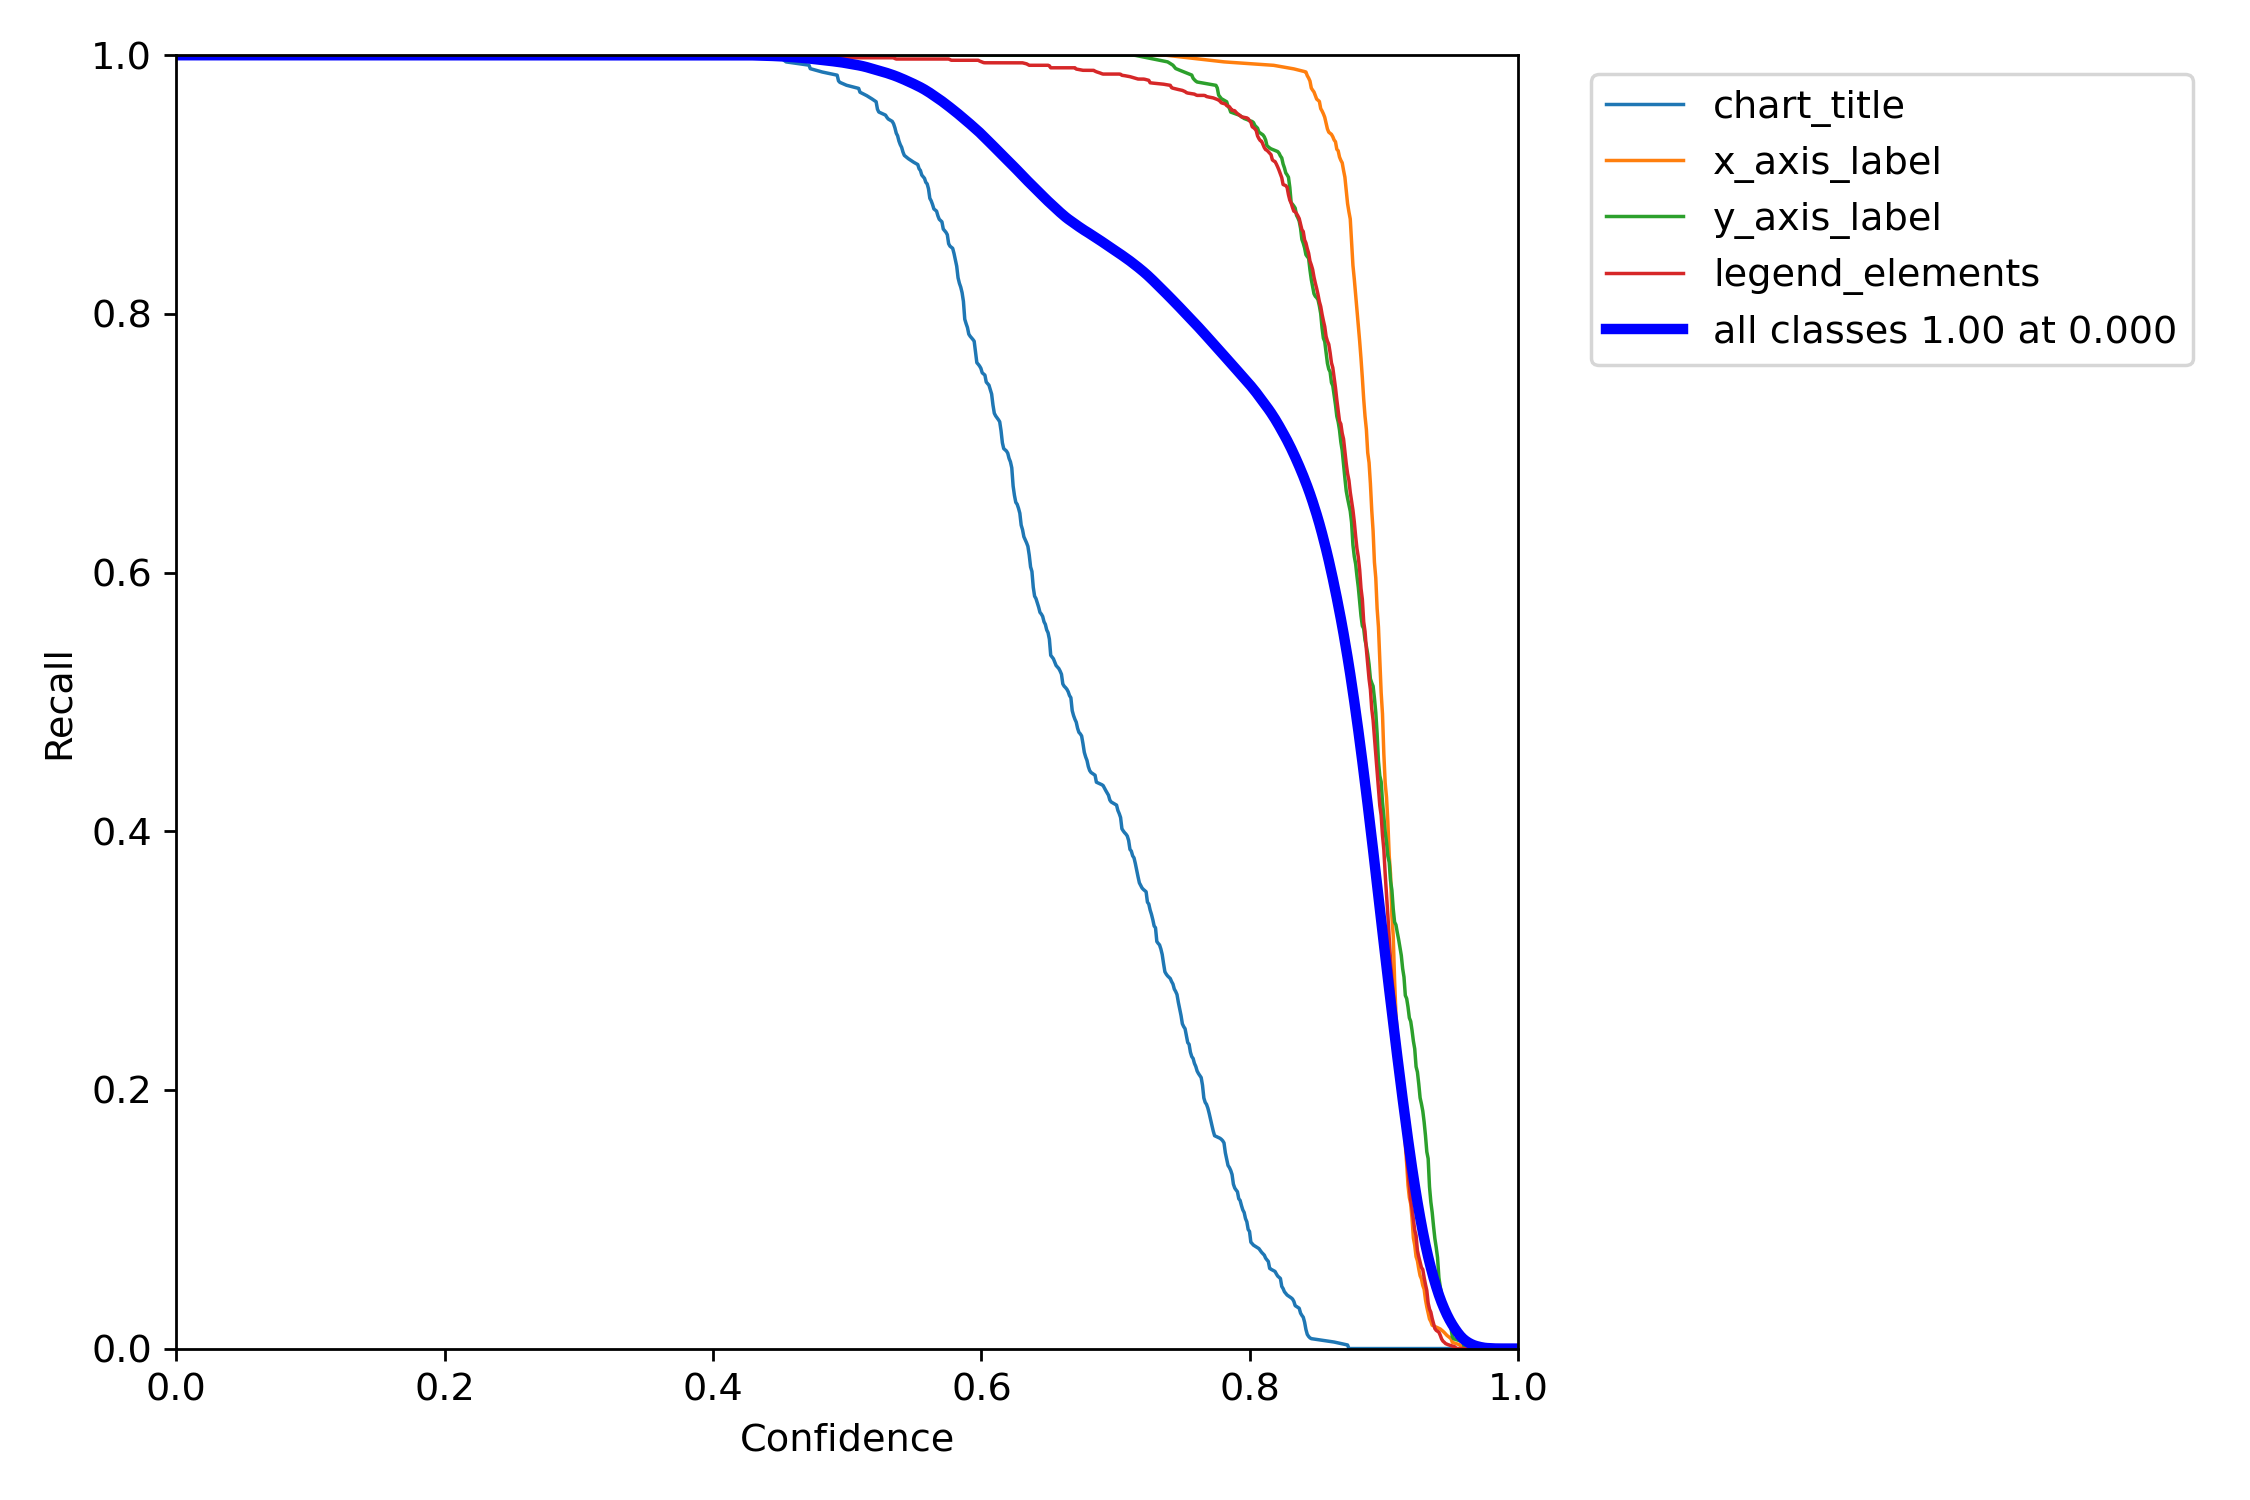 1.0
0.8
0.6
0.4
0.2
0.0
Recall
0.0 0.2 0.4 0.6 0.8 1.0
Confidence
chart_title
x_axis_label
y_axis_label
legend_elements
all classes 1.00 at 0.000